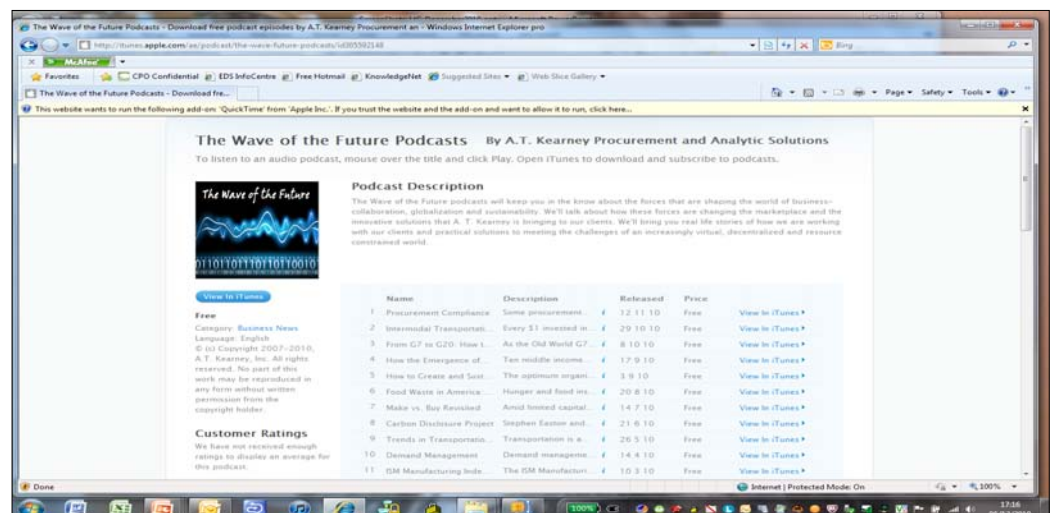 The Wave of the Future Podcasts - Download free podcast episodes by A.T. Kearney Procurement an - Windows Internet Explorer pro
http://itunes.apple.com/ae/podcast/the-wave-future-podcasts/id305592148
Bing
McAfee
Favorites CPO Confidential EDS InfoCentre Free Hotmail KnowledgeNet Suggested Sites Web Slice Gallery
The Wave of the Future Podcasts - Download fre...
Page Safety Tools
This website wants to run the following add-on: 'QuickTime' from 'Apple Inc.'. If you trust the website and the add-on and want to allow it to run, click here...
The Wave of the Future Podcasts By A.T. Kearney Procurement and Analytic Solutions
To listen to an audio podcast, mouse over the title and click Play. Open iTunes to download and subscribe to podcasts.
The Wave of the Future
Podcast Description
The Wave of the Future podcasts will keep you in the know about the forces that are shaping the world of business-
collaboration, globalization and sustainability. We'll talk about how these forces are changing the marketplace and the
innovative solutions that A. T. Kearney is bringing to our clients. We'll bring you real life stories of how we are working
with our clients and practical solutions to meeting the challenges of an increasingly virtual, decentralized and resource
constrained world.
View In iTunes
Free
Category: Business News
Language: English
© (c) Copyright 2007-2010,
A.T. Kearney, Inc. All rights
reserved. No part of this
work may be reproduced in
any form without written
permission from the
copyright holder.
Customer Ratings
We have not received enough
ratings to display an average for
this podcast.
Name Description Released Price
1 Procurement Compliance Some procurement... 12 11 10 Free View In iTunes
2 Intermodal Transportati... Every $1 invested in... 29 10 10 Free View In iTunes
3 From G7 to G20: How t... As the Old World G7... 8 10 10 Free View In iTunes
4 How the Emergence of... Ten middle income... 17 9 10 Free View In iTunes
5 How to Create and Sust... The optimum organi... 3 9 10 Free View In iTunes
6 Food Waste in America... Hunger and food ins... 20 8 10 Free View In iTunes
7 Make vs. Buy Revisited Amid limited capital... 14 7 10 Free View In iTunes
8 Carbon Disclosure Project Stephen Easton and... 21 6 10 Free View In iTunes
9 Trends in Transportatio... Transportation is a... 26 5 10 Free View In iTunes
10 Demand Management Demand manageme... 14 4 10 Free View In iTunes
11 ISM Manufacturing Inde... The ISM Manufacturi... 10 3 10 Free View In iTunes
Done Internet | Protected Mode: On 100%
100% 17:16